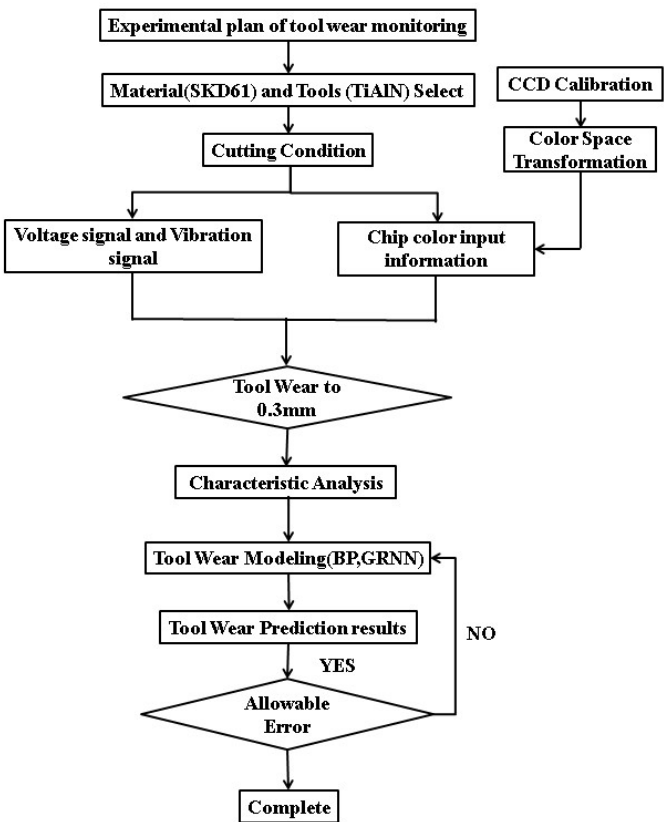 Experimental plan of tool wear monitoring
Material(SKD61) and Tools (TiAlN) Select
CCD Calibration
Cutting Condition
Color Space
Transformation
Voltage signal and Vibration
signal
Chip color input
information
Tool Wear to
0.3mm
Characteristic Analysis
Tool Wear Modeling(BP,GRNN)
Tool Wear Prediction results
NO
YES
Allowable
Error
Complete